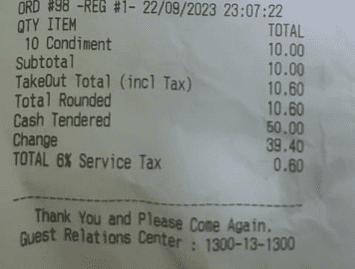 ORD #98 -REG #1- 22/09/2023 23:07:22
QTY ITEM TOTAL
10 Condiment 10.00
Subtotal 10.00
TakeOut Total (incl Tax) 10.60
Total Rounded 10.60
Cash Tendered 50.00
Change 39.40
TOTAL 6% Service Tax 0.60
Thank You and Please Come Again.
Guest Relations Center : 1300-13-1300